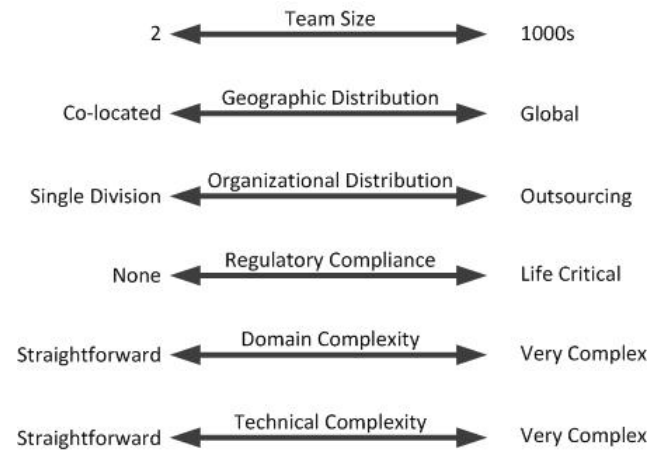 Team Size
2 1000s
Geographic Distribution
Co-located Global
Organizational Distribution
Single Division Outsourcing
Regulatory Compliance
None Life Critical
Domain Complexity
Straightforward Very Complex
Technical Complexity
Straightforward Very Complex